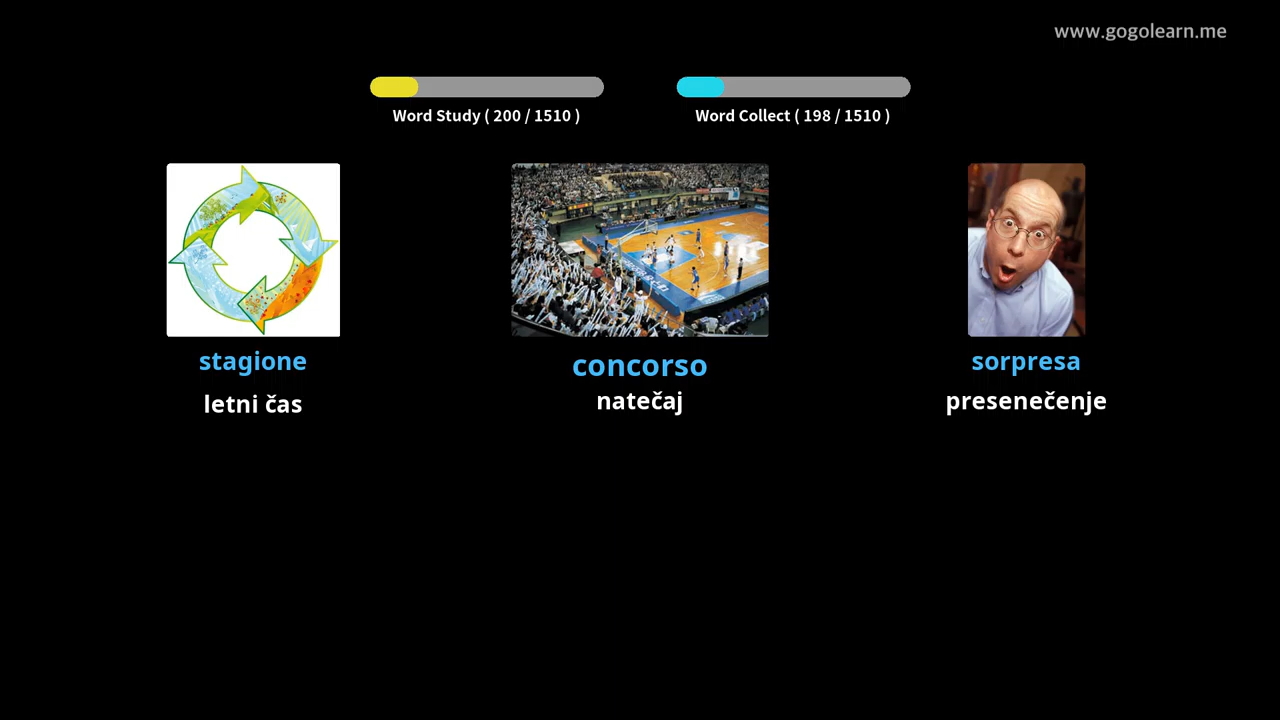 www.gogolearn.me
Word Study ( 200 / 1510 )
Word Collect ( 198 / 1510 )
stagione
concorso
sorpresa
letni čas
natečaj
presenečenje